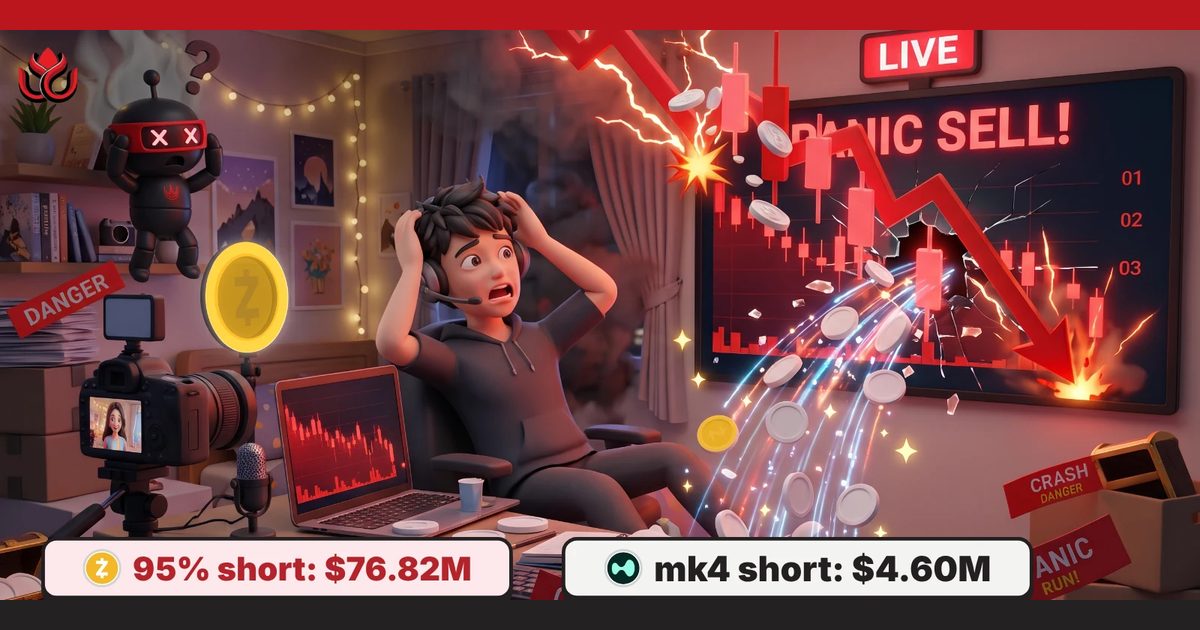 LIVE
PANIC SELL!
01
02
03
DANGER
CRASH
DANGER
PANIC
RUN!
95% short: $76.82M
mk4 short: $4.60M